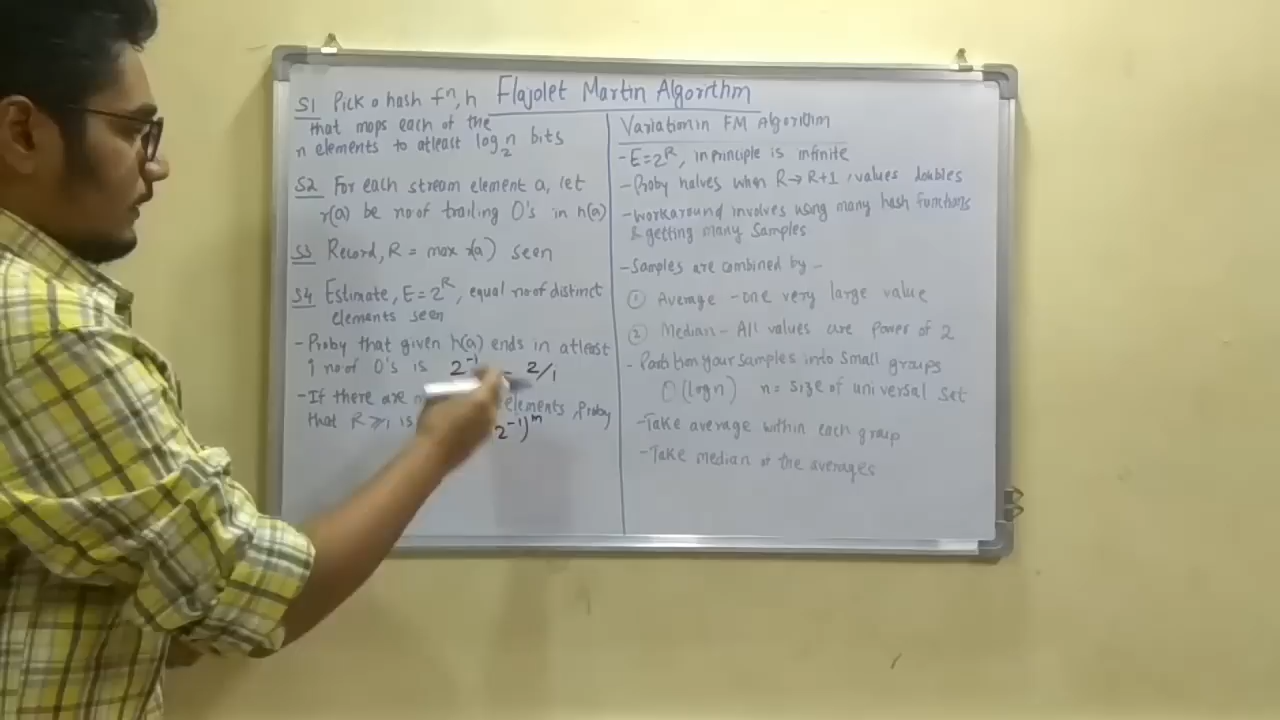 Flajolet Martin Algorithm
S1 Pick a hash fⁿ, h
that maps each of the
n elements to atleast log₂n bits
S2 For each stream element a, let
r(a) be no of trailing 0's in h(a)
S3 Record, R = max r(a) seen
S4 Estimate, E = 2^R, equal no of distinct
elements seen
- Proby that given h(a) ends in atleast
i no of 0's is 2^-i 2/i
- If there are elements, Proby
that R ≥ i is 2^-i)^m
Variation in FM Algorithm
- E = 2^R, in principle is infinite
- Proby halves when R → R+1, values doubles
- workaround involves using many hash functions
& getting many samples
- Samples are combined by -
① Average - one very large value
② Median - All values are power of 2
- Partition your samples into small groups
O(log n) n = size of universal set
- Take average within each group
- Take median of the averages